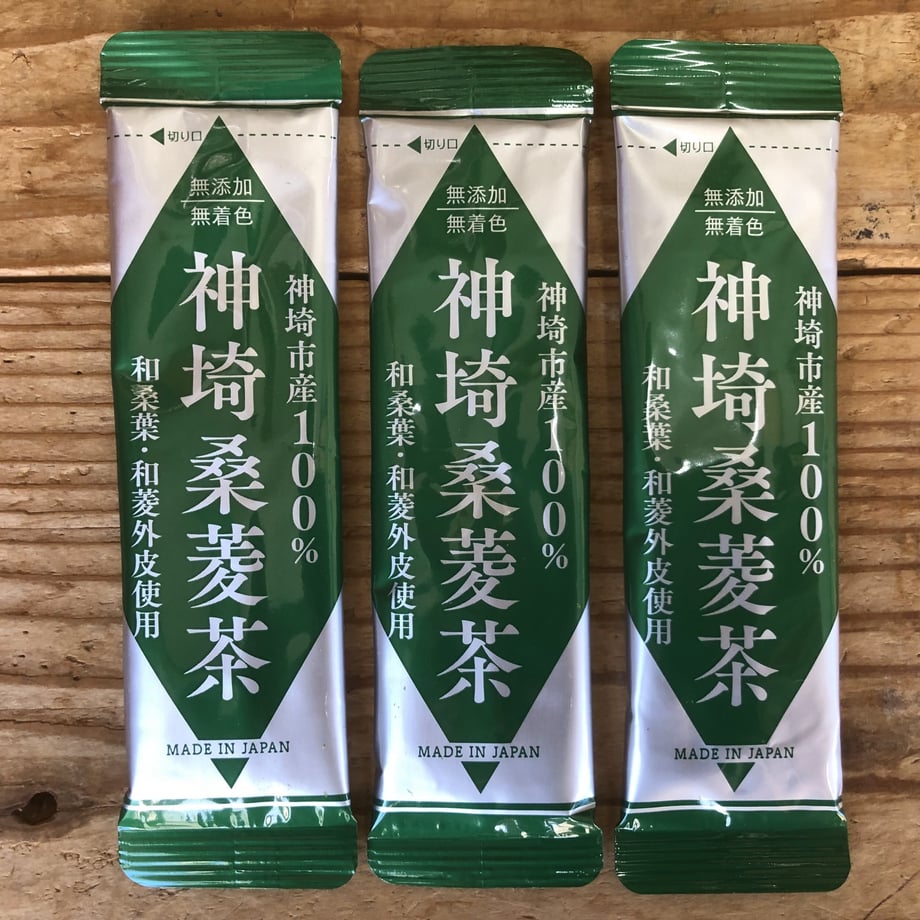 切り口
無添加
無着色
神埼市産100%
神埼桑菱茶
和桑葉・和菱外皮使用
MADE IN JAPAN
切り口
無添加
無着色
神埼市産100%
神埼桑菱茶
和桑葉・和菱外皮使用
MADE IN JAPAN
切り口
無添加
無着色
神埼市産100%
神埼桑菱茶
和桑葉・和菱外皮使用
MADE IN JAPAN